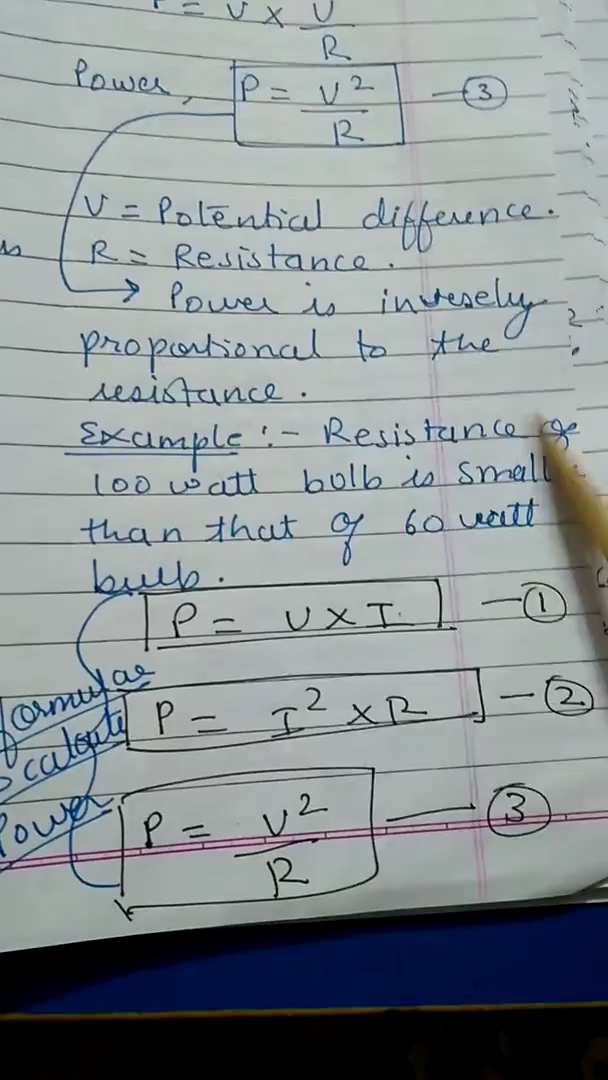 P = V × V/R
Power, P = V²/R — ③
V = Potential difference.
R = Resistance.
→ Power is inversely
proportional to the
resistance.
Example :- Resistance of
100 watt bolb is small
than that of 60 watt
bulb.
P = V × I — ①
P = I² × R — ②
P = V²/R — ③
formulae
calculate
Power